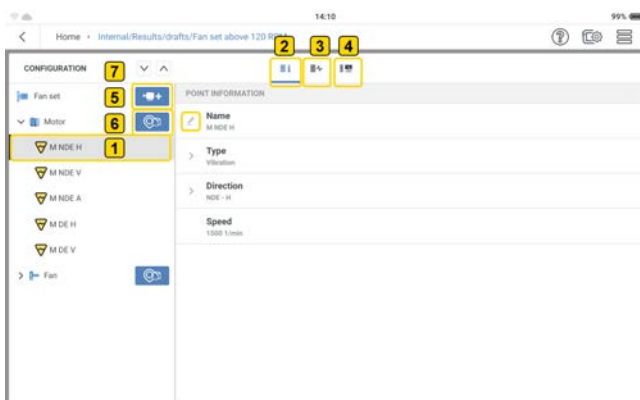 14:10
99%
Home • Internal/Results/drafts/Fan set above 120 RPM
2
3
4
CONFIGURATION
7
Fan set
5
POINT INFORMATION
Motor
6
Name
M NDE H
M NDE H
1
Type
Vibration
M NDE V
Direction
NDE - H
M NDE A
Speed
1500 1/min
M DE H
M DE V
Fan